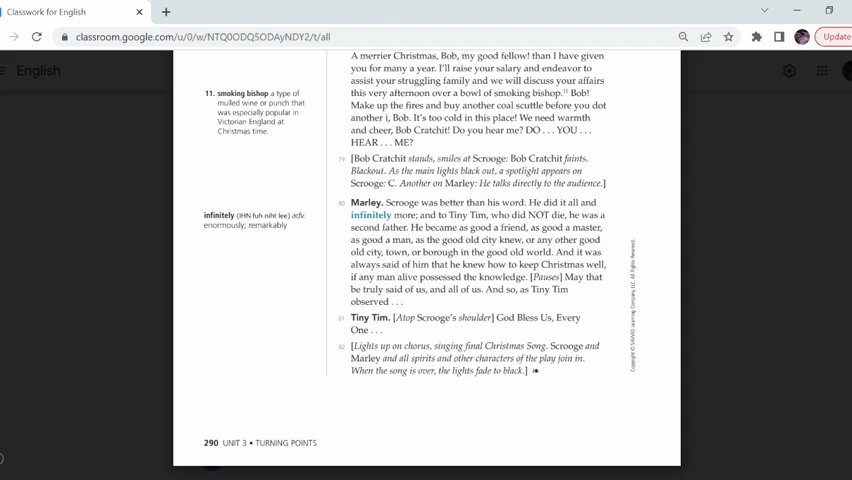 Classwork for English
classroom.google.com/u/0/w/NTQ0ODQ5ODAyNDY2/t/all
Update
English
A merrier Christmas, Bob, my good fellow! than I have given
you for many a year. I'll raise your salary and endeavor to
assist your struggling family and we will discuss your affairs
this very afternoon over a bowl of smoking bishop.¹¹ Bob!
Make up the fires and buy another coal scuttle before you dot
another i, Bob. It's too cold in this place! We need warmth
and cheer, Bob Cratchit! Do you hear me? DO . . . YOU . . .
HEAR . . . ME?
11. smoking bishop a type of
mulled wine or punch that
was especially popular in
Victorian England at
Christmas time.
79 [Bob Cratchit stands, smiles at Scrooge: Bob Cratchit faints.
Blackout. As the main lights black out, a spotlight appears on
Scrooge: C. Another on Marley: He talks directly to the audience.]
80 Marley. Scrooge was better than his word. He did it all and
infinitely more; and to Tiny Tim, who did NOT die, he was a
second father. He became as good a friend, as good a master,
as good a man, as the good old city knew, or any other good
old city, town, or borough in the good old world. And it was
always said of him that he knew how to keep Christmas well,
if any man alive possessed the knowledge. [Pauses] May that
be truly said of us, and all of us. And so, as Tiny Tim
observed . . .
infinitely (IHN fuh niht lee) adv.
enormously; remarkably
81 Tiny Tim. [Atop Scrooge's shoulder] God Bless Us, Every
One . . .
82 [Lights up on chorus, singing final Christmas Song. Scrooge and
Marley and all spirits and other characters of the play join in.
When the song is over, the lights fade to black.] ❧
Copyright © SAVVAS Learning Company LLC. All Rights Reserved.
290 UNIT 3 • TURNING POINTS